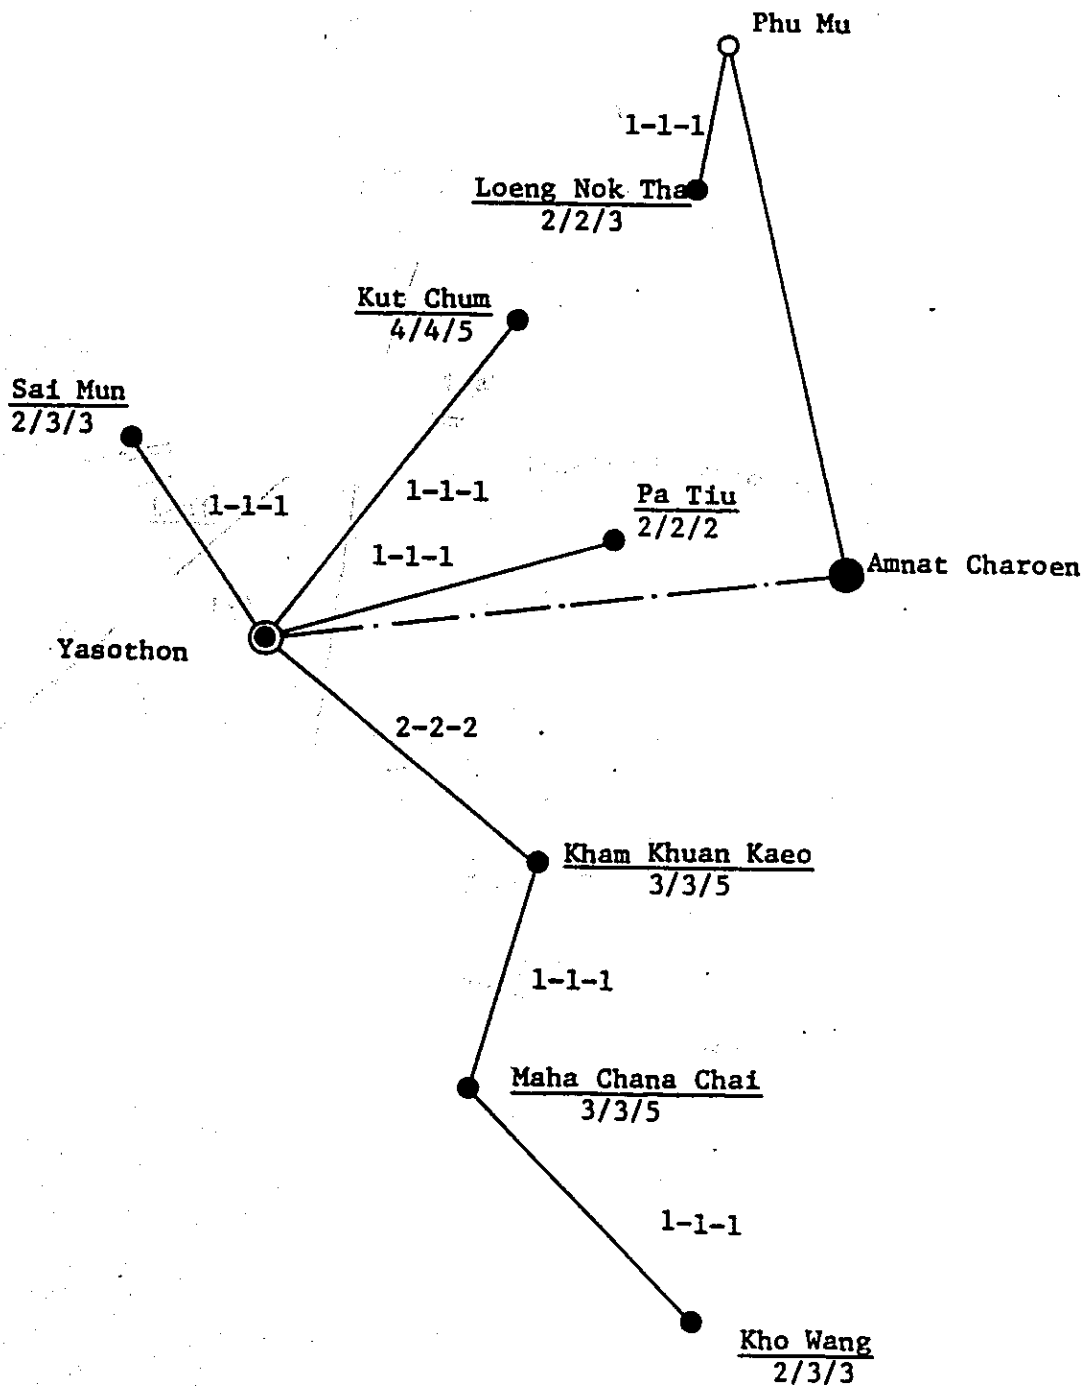 Phu Mu
1-1-1
Loeng Nok Tha
2/2/3
Kut Chum
4/4/5
Sai Mun
2/3/3
1-1-1
1-1-1
Pa Tiu
2/2/2
1-1-1
Amnat Charoen
Yasothon
2-2-2
Kham Khuan Kaeo
3/3/5
1-1-1
Maha Chana Chai
3/3/5
1-1-1
Kho Wang
2/3/3